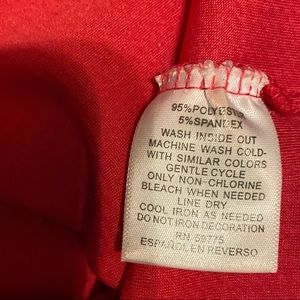 95%POLYESTER
5%SPANDEX
WASH INSIDE OUT
MACHINE WASH COLD-
WITH SIMILAR COLORS
GENTLE CYCLE
ONLY NON-CHLORINE
BLEACH WHEN NEEDED
LINE DRY
COOL IRON AS NEEDED
DO NOT IRON DECORATION
RN 59775
ESPAÑOL EN REVERSO